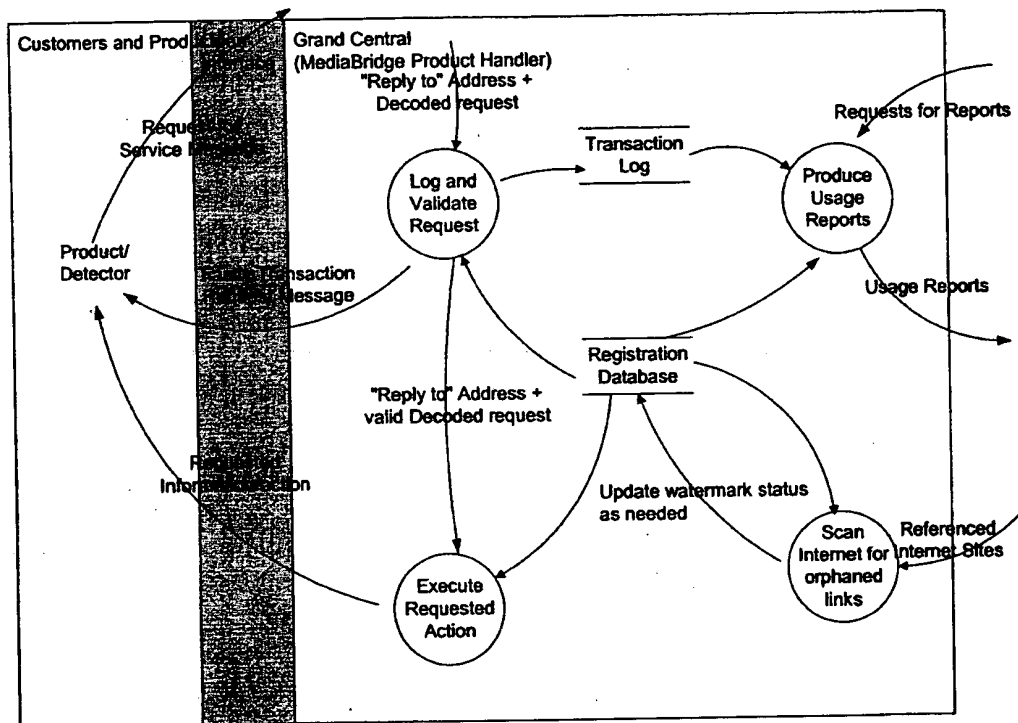 Customers and Prod
Grand Central
(MediaBridge Product Handler)
"Reply to" Address +
Decoded request
Requests for Reports
Service
Transaction
Log
Log and
Validate
Request
Produce
Usage
Reports
Product/
Detector
Transaction
Message
Usage Reports
Registration
Database
"Reply to" Address +
valid Decoded request
Update watermark status
as needed
Scan
Internet for
orphaned
links
Referenced
Internet Sites
Execute
Requested
Action